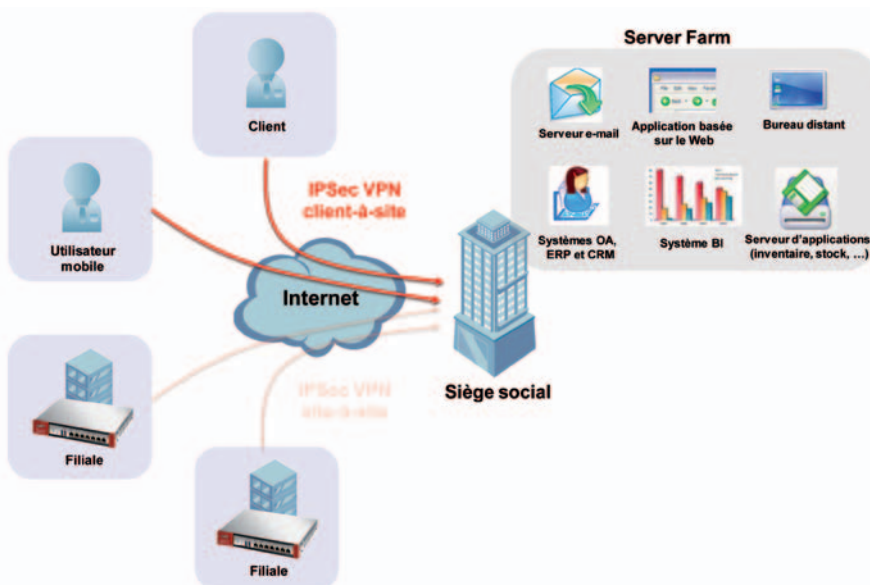 Server Farm
Serveur e-mail
Application basée
sur le Web
Bureau distant
Systèmes OA,
ERP et CRM
Système BI
Serveur d'applications
(inventaire, stock, ...)
Client
IPSec VPN
client-à-site
Utilisateur
mobile
Internet
Siège social
IPSec VPN
site-à-site
Filiale
Filiale